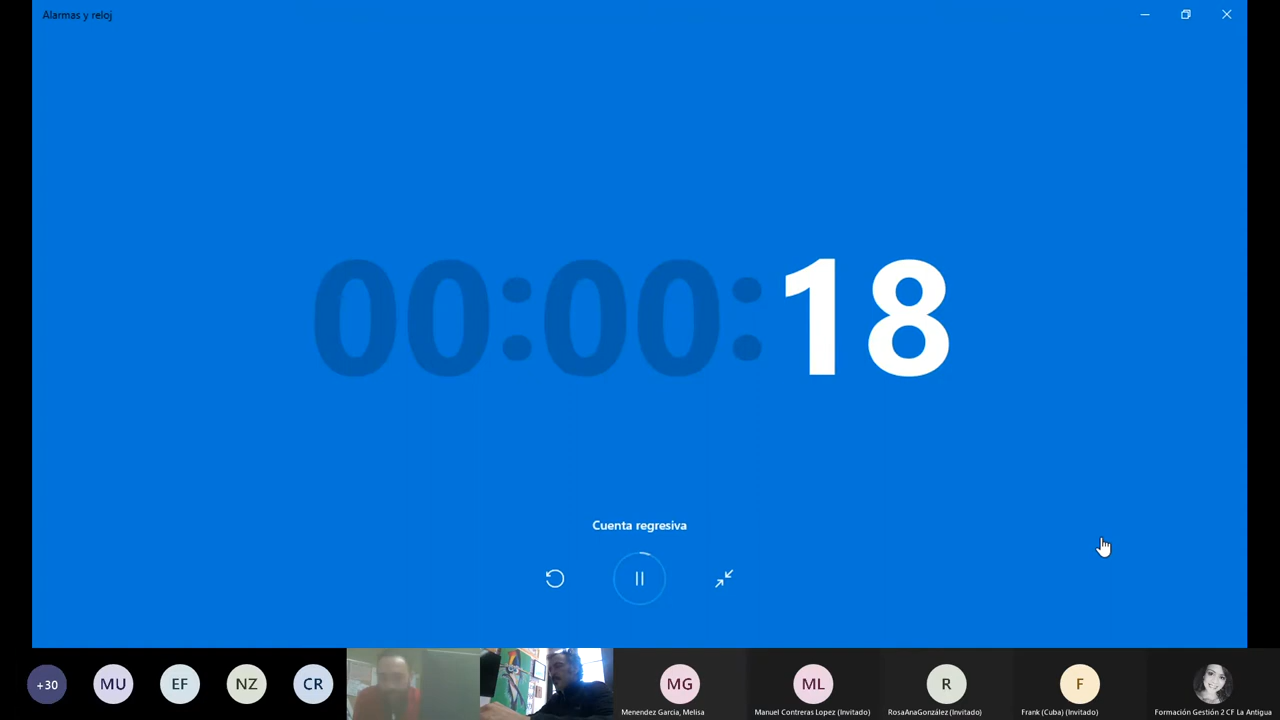 Alarmas y reloj
00:00:18
Cuenta regresiva
+30
MU
EF
NZ
CR
MG
Menendez Garcia, Melisa
ML
Manuel Contreras Lopez (Invitado)
R
RosaAnaGonzález (Invitado)
F
Frank (Cuba) (Invitado)
Formación Gestión 2 CF La Antigua